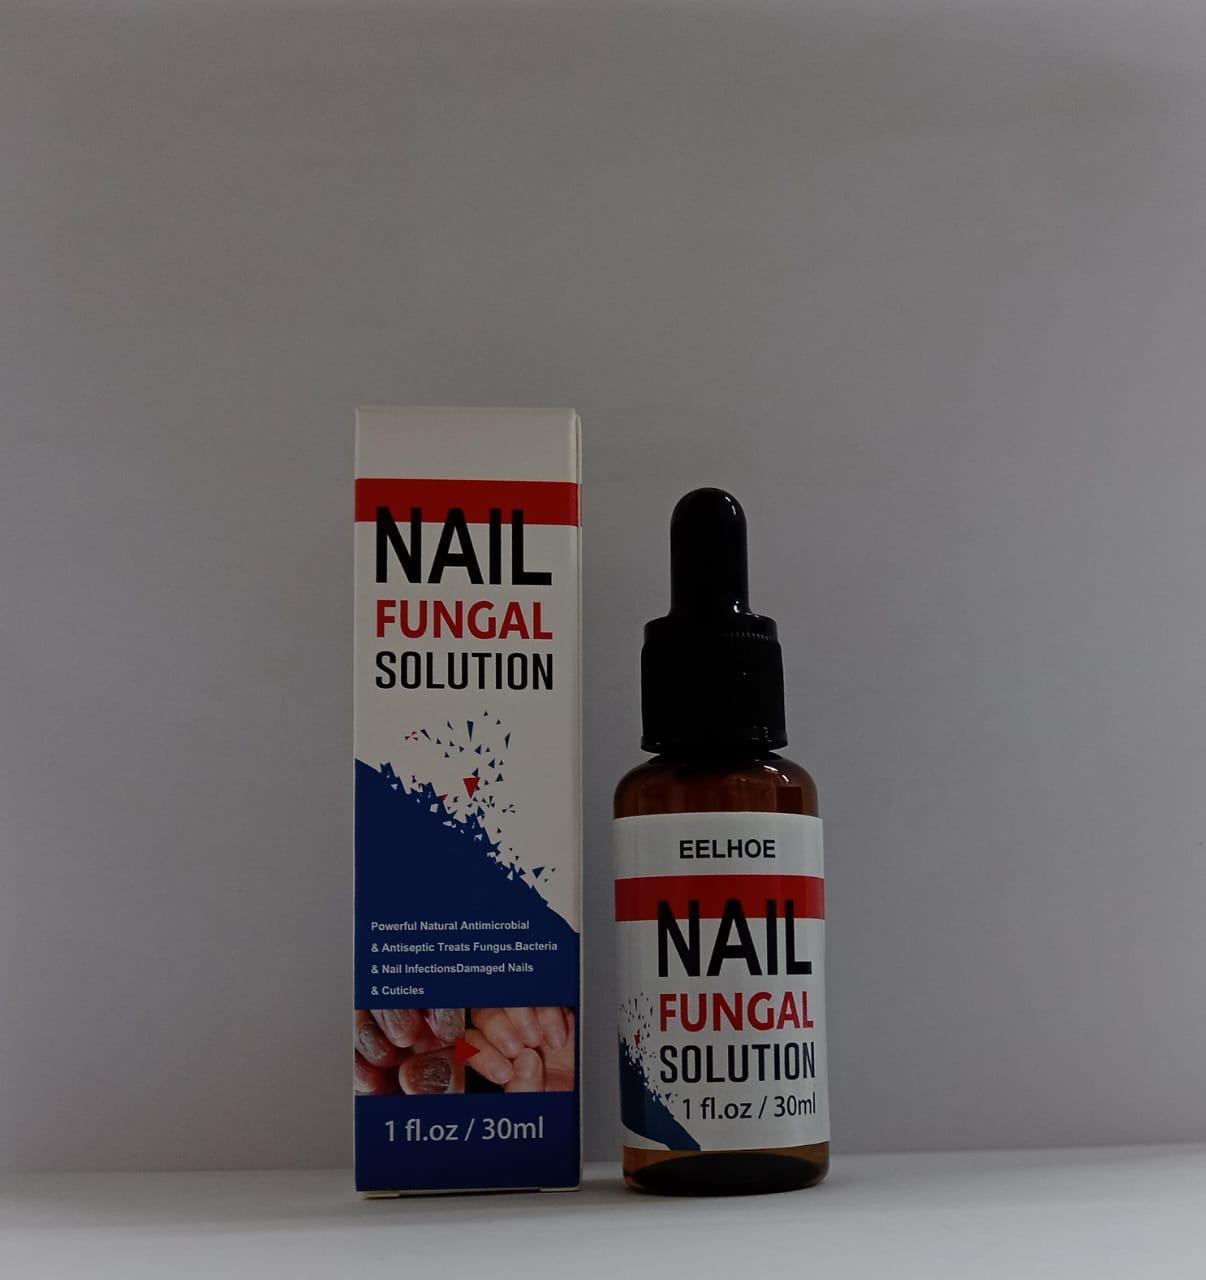 NAIL
FUNGAL
SOLUTION
Powerful Natural Antimicrobial
& Antiseptic Treats Fungus.Bacteria
& Nail InfectionsDamaged Nails
& Cuticles
1 fl.oz / 30ml
EELHOE
NAIL
FUNGAL
SOLUTION
1 fl.oz / 30ml